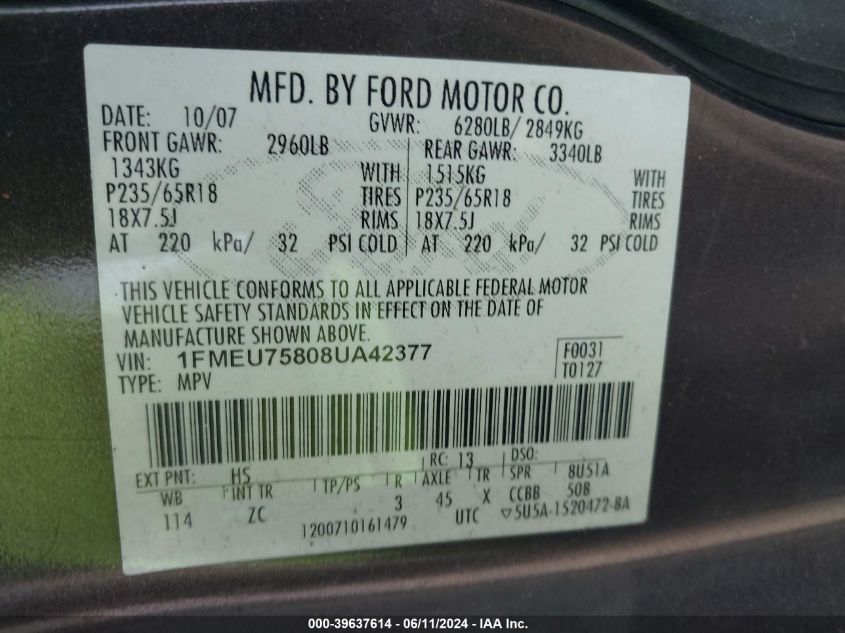 MFD. BY FORD MOTOR CO.
DATE: 10/07 GVWR: 6280LB/ 2849KG
FRONT GAWR: 2960LB REAR GAWR: 3340LB
1343KG WITH 1515KG WITH
P235/65R18 TIRES P235/65R18 TIRES
18X7.5J RIMS 18X7.5J RIMS
AT 220 kPa/ 32 PSI COLD AT 220 kPa/ 32 PSI COLD
THIS VEHICLE CONFORMS TO ALL APPLICABLE FEDERAL MOTOR
VEHICLE SAFETY STANDARDS IN EFFECT ON THE DATE OF
MANUFACTURE SHOWN ABOVE.
VIN: 1FMEU75808UA42377 F0031
TYPE: MPV T0127
EXT PNT: HS RC: 13 DSO:
WB INT TR TP/PS R AXLE TR SPR 8U51A
114 ZC 3 45 X CCBB 50B
1200710161479 UTC ▽5U5A-1520472-BA
000-39637614 - 06/11/2024 - IAA Inc.